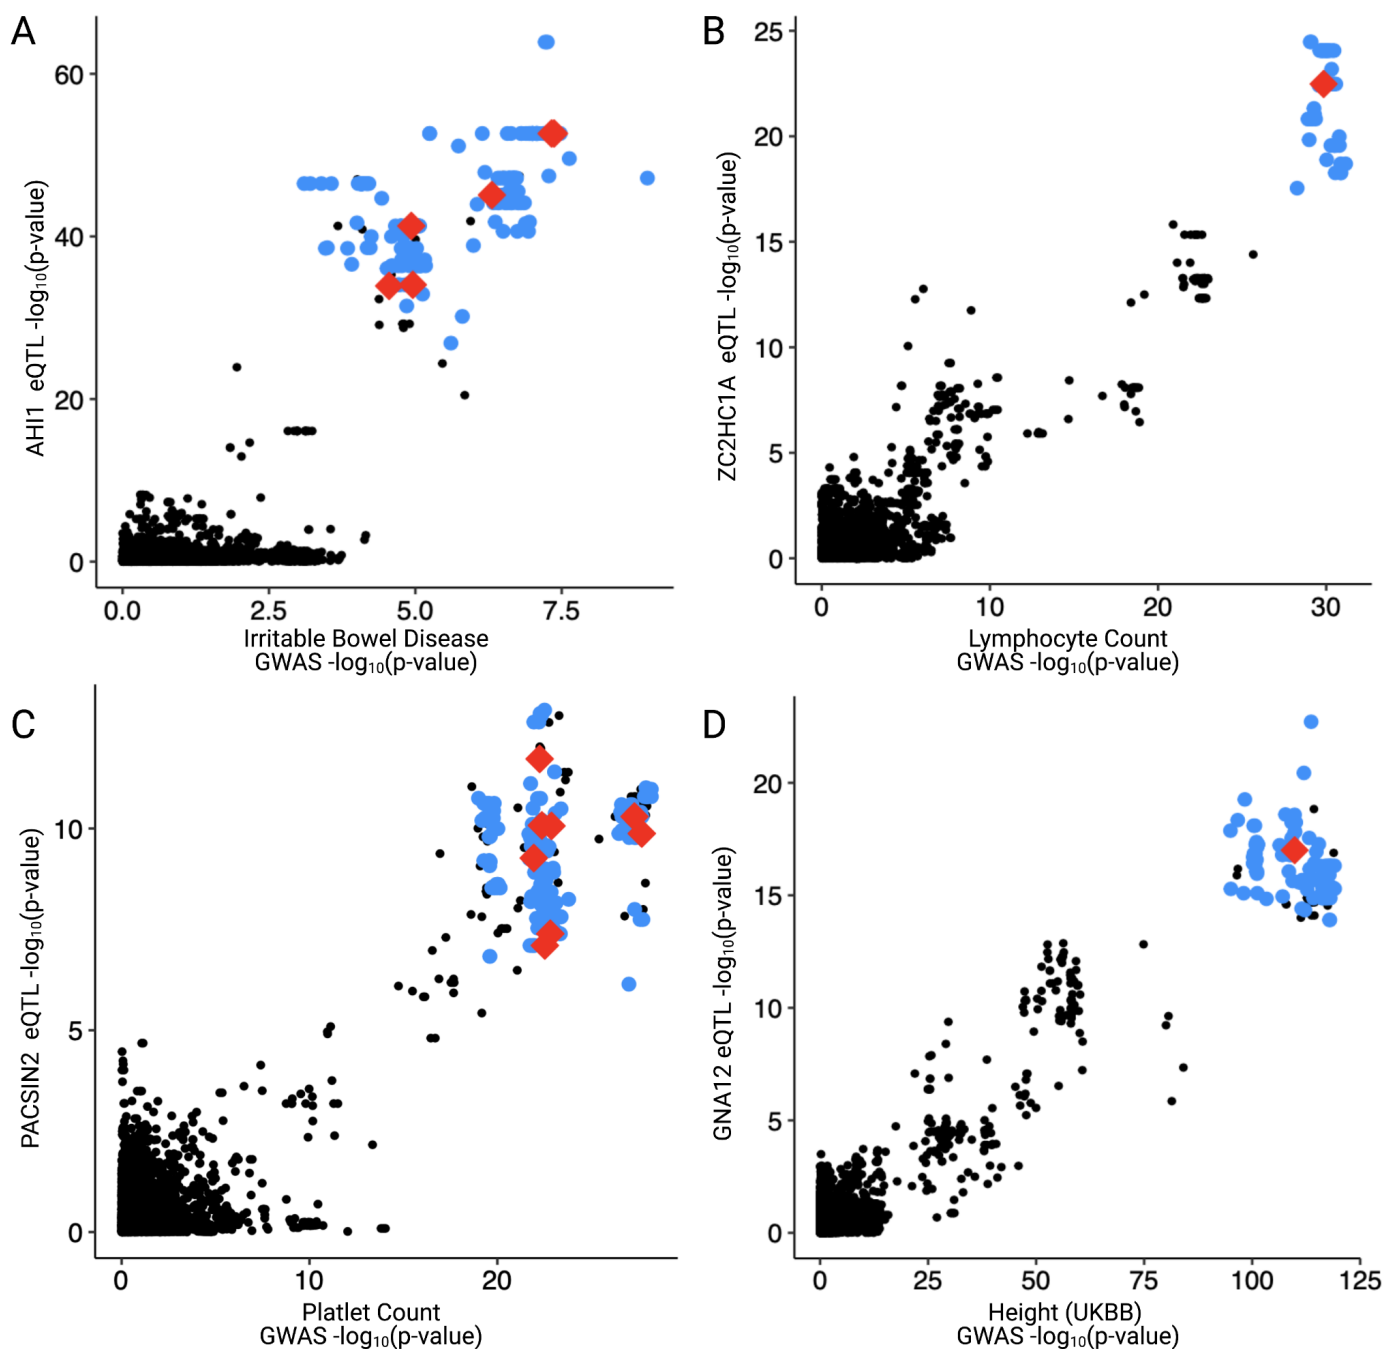 A
60
40
20
0
AHI1 eQTL -log₁₀(p-value)
0.0 2.5 5.0 7.5
Irritable Bowel Disease
GWAS -log₁₀(p-value)
B
25
20
15
10
5
0
ZC2HC1A eQTL -log₁₀(p-value)
0 10 20 30
Lymphocyte Count
GWAS -log₁₀(p-value)
C
10
5
0
PACSIN2 eQTL -log₁₀(p-value)
0 10 20
Platlet Count
GWAS -log₁₀(p-value)
D
20
15
10
5
0
GNA12 eQTL -log₁₀(p-value)
0 25 50 75 100 125
Height (UKBB)
GWAS -log₁₀(p-value)